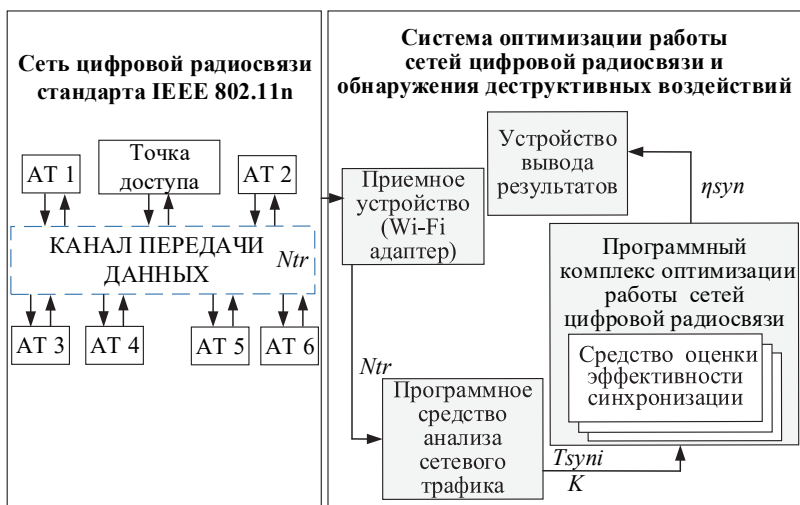 Сеть цифровой радиосвязи
стандарта IEEE 802.11n
АТ 1
Точка
доступа
АТ 2
КАНАЛ ПЕРЕДАЧИ
ДАННЫХ
Ntr
АТ 3
АТ 4
АТ 5
АТ 6
Система оптимизации работы
сетей цифровой радиосвязи и
обнаружения деструктивных воздействий
Приемное
устройство
(Wi-Fi
адаптер)
Устройство
вывода
результатов
ηsyn
Ntr
Программное
средство
анализа
сетевого
трафика
Tsyni
K
Программный
комплекс оптимизации
работы сетей
цифровой радиосвязи
Средство оценки
эффективности
синхронизации